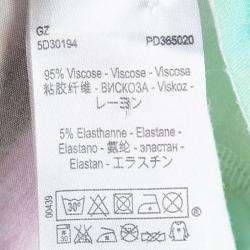 GZ
5D30194 PD365020
95% Viscose - Viscose - Viscosa
粘胶纤维 - ВИСКОЗА - Viskoz -
レーヨン
5% Elasthanne - Elastane -
Elastano - 氨纶 - эластан -
Elastan - エラスチン
00439
30°